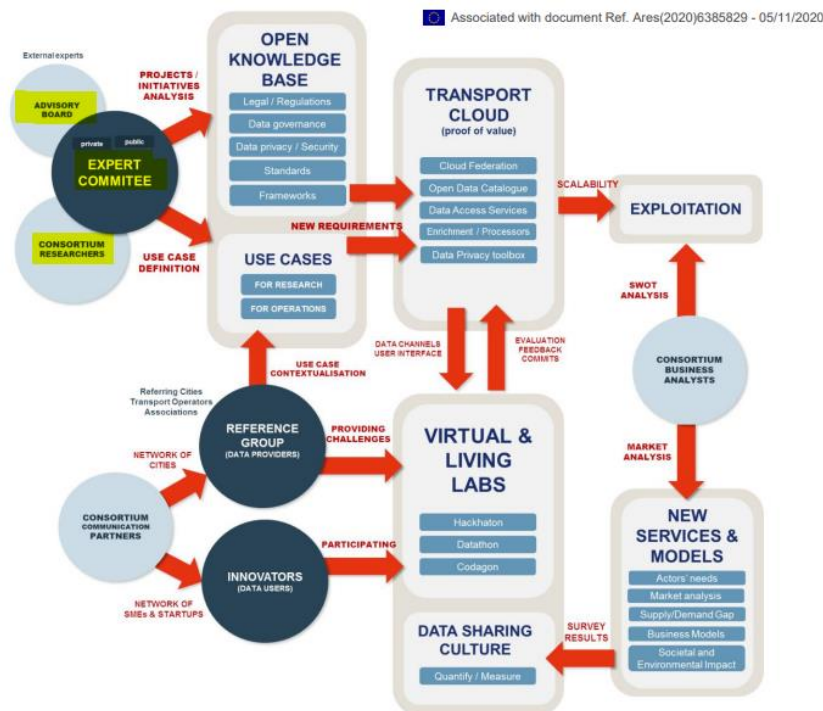 Associated with document Ref. Ares(2020)6385829 - 05/11/2020
External experts
ADVISORY
BOARD
private
public
EXPERT
COMMITEE
CONSORTIUM
RESEARCHERS
PROJECTS /
INITIATIVES
ANALYSIS
USE CASE
DEFINITION
OPEN
KNOWLEDGE
BASE
Legal / Regulations
Data governance
Data privacy / Security
Standards
Frameworks
NEW REQUIREMENTS
USE CASES
FOR RESEARCH
FOR OPERATIONS
TRANSPORT
CLOUD
(proof of value)
Cloud Federation
Open Data Catalogue
Data Access Services
Enrichment / Processors
Data Privacy toolbox
SCALABILITY
EXPLOITATION
SWOT
ANALYSIS
CONSORTIUM
BUSINESS
ANALYSTS
MARKET
ANALYSIS
DATA CHANNELS
USER INTERFACE
EVALUATION
FEEDBACK
COMMITS
USE CASE
CONTEXTUALISATION
Referring Cities
Transport Operators
Associations
REFERENCE
GROUP
(DATA PROVIDERS)
PROVIDING
CHALLENGES
NETWORK OF
CITIES
CONSORTIUM
COMMUNICATION
PARTNERS
NETWORK OF
SMEs & STARTUPS
INNOVATORS
(DATA USERS)
PARTICIPATING
VIRTUAL &
LIVING
LABS
Hackhaton
Datathon
Codagon
DATA SHARING
CULTURE
Quantify / Measure
SURVEY
RESULTS
NEW
SERVICES &
MODELS
Actors' needs
Market analysis
Supply/Demand Gap
Business Models
Societal and
Environmental Impact